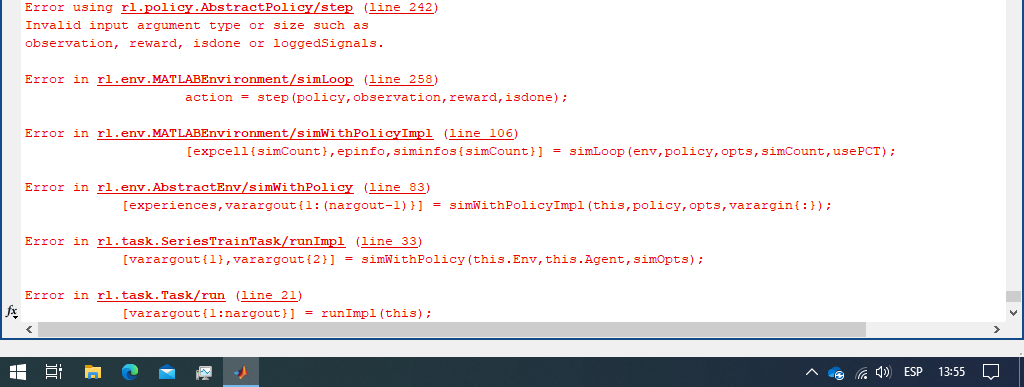 Error using rl.policy.AbstractPolicy/step (line 242)
Invalid input argument type or size such as
observation, reward, isdone or loggedSignals.
Error in rl.env.MATLABEnvironment/simLoop (line 258)
action = step(policy,observation,reward,isdone);
Error in rl.env.MATLABEnvironment/simWithPolicyImpl (line 106)
[expcell{simCount},epinfo,siminfos{simCount}] = simLoop(env,policy,opts,simCount,usePCT);
Error in rl.env.AbstractEnv/simWithPolicy (line 83)
[experiences,varargout{1:(nargout-1)}] = simWithPolicyImpl(this,policy,opts,varargin{:});
Error in rl.task.SeriesTrainTask/runImpl (line 33)
[varargout{1},varargout{2}] = simWithPolicy(this.Env,this.Agent,simOpts);
Error in rl.task.Task/run (line 21)
[varargout{1:nargout}] = runImpl(this);
fx
ESP 13:55